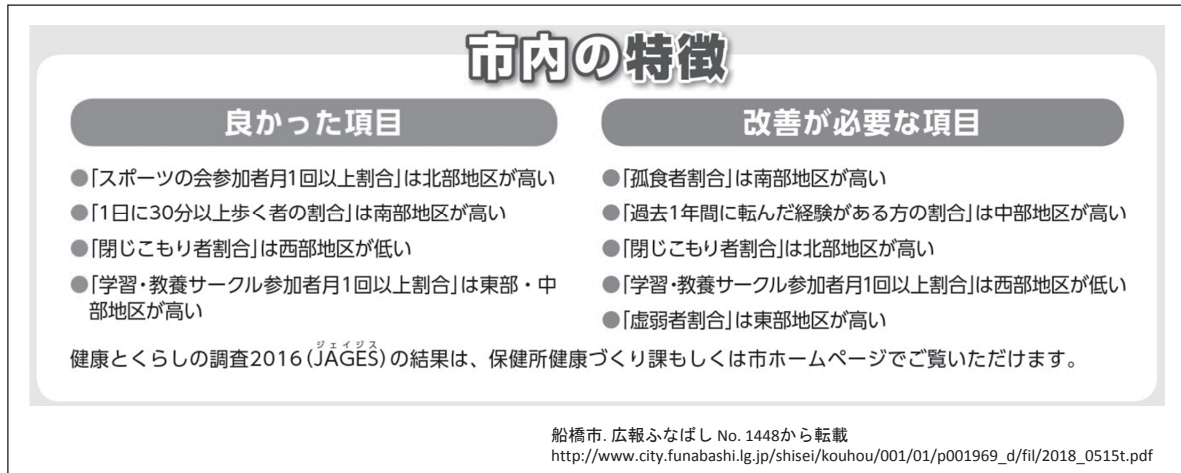 市内の特徴
良かった項目
●「スポーツの会参加者月1回以上割合」は北部地区が高い
●「1日に30分以上歩く者の割合」は南部地区が高い
●「閉じこもり者割合」は西部地区が低い
●「学習・教養サークル参加者月1回以上割合」は東部・中
部地区が高い
改善が必要な項目
●「孤食者割合」は南部地区が高い
●「過去1年間に転んだ経験がある方の割合」は中部地区が高い
●「閉じこもり者割合」は北部地区が高い
●「学習・教養サークル参加者月1回以上割合」は西部地区が低い
●「虚弱者割合」は東部地区が高い
ジェイジス
健康とくらしの調査2016(JAGES)の結果は、保健所健康づくり課もしくは市ホームページでご覧いただけます。
船橋市. 広報ふなばし No. 1448から転載
http://www.city.funabashi.lg.jp/shisei/kouhou/001/01/p001969_d/fil/2018_0515t.pdf